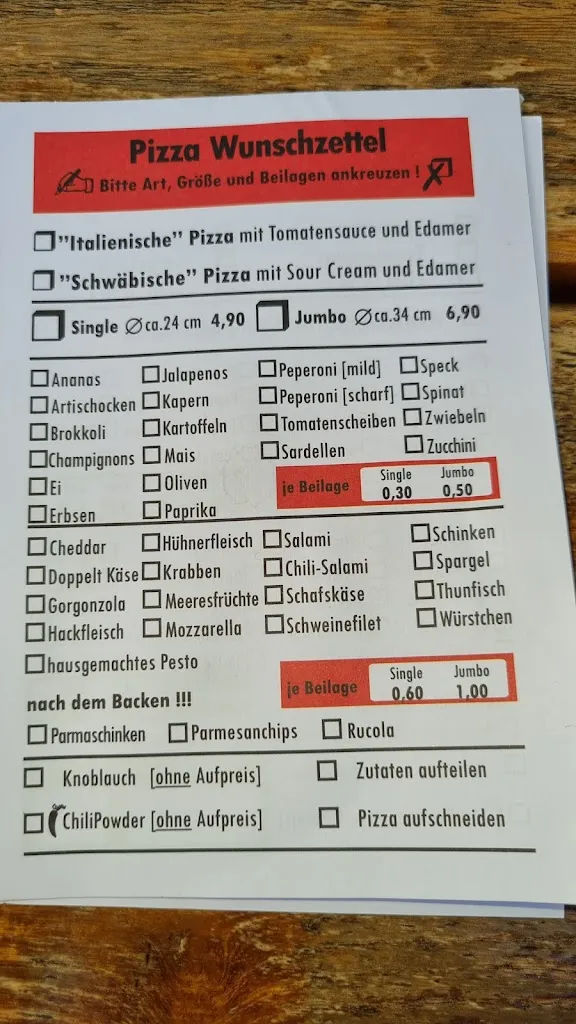 Pizza Wunschzettel
Bitte Art, Größe und Beilagen ankreuzen !
"Italienische" Pizza mit Tomatensauce und Edamer
"Schwäbische" Pizza mit Sour Cream und Edamer
Single Ø ca.24 cm 4,90 Jumbo Ø ca.34 cm 6,90
Ananas Jalapenos Peperoni [mild] Speck
Artischocken Kapern Peperoni [scharf] Spinat
Brokkoli Kartoffeln Tomatenscheiben Zwiebeln
Champignons Mais Sardellen Zucchini
Ei Oliven je Beilage Single Jumbo
Erbsen Paprika 0,30 0,50
Cheddar Hühnerfleisch Salami Schinken
Doppelt Käse Krabben Chili-Salami Spargel
Gorgonzola Meeresfrüchte Schafskäse Thunfisch
Hackfleisch Mozzarella Schweinefilet Würstchen
hausgemachtes Pesto Single Jumbo
nach dem Backen !!! je Beilage 0,60 1,00
Parmaschinken Parmesanchips Rucola
Knoblauch [ohne Aufpreis] Zutaten aufteilen
ChiliPowder [ohne Aufpreis] Pizza aufschneiden